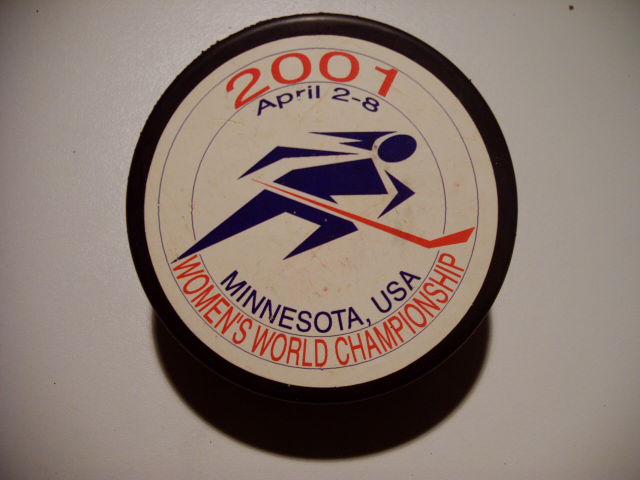 2001
April 2-8
MINNESOTA, USA
WOMEN'S WORLD CHAMPIONSHIP